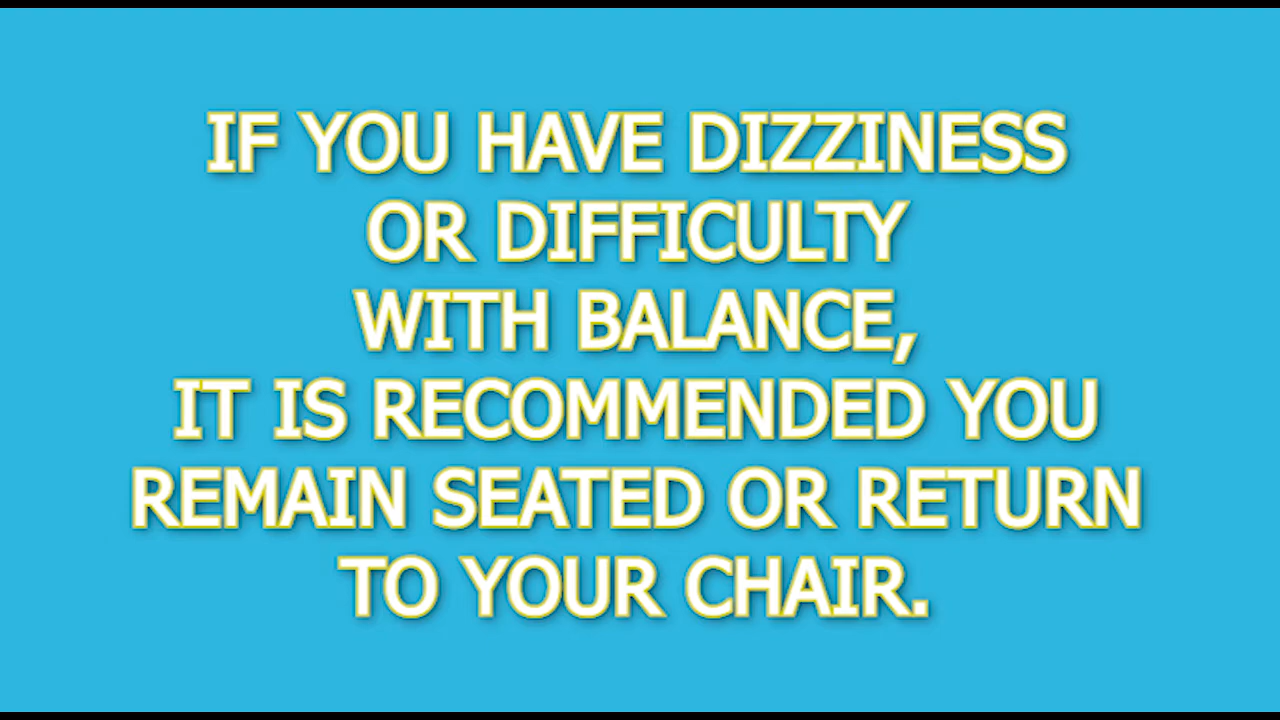 IF YOU HAVE DIZZINESS
OR DIFFICULTY
WITH BALANCE,
IT IS RECOMMENDED YOU
REMAIN SEATED OR RETURN
TO YOUR CHAIR.